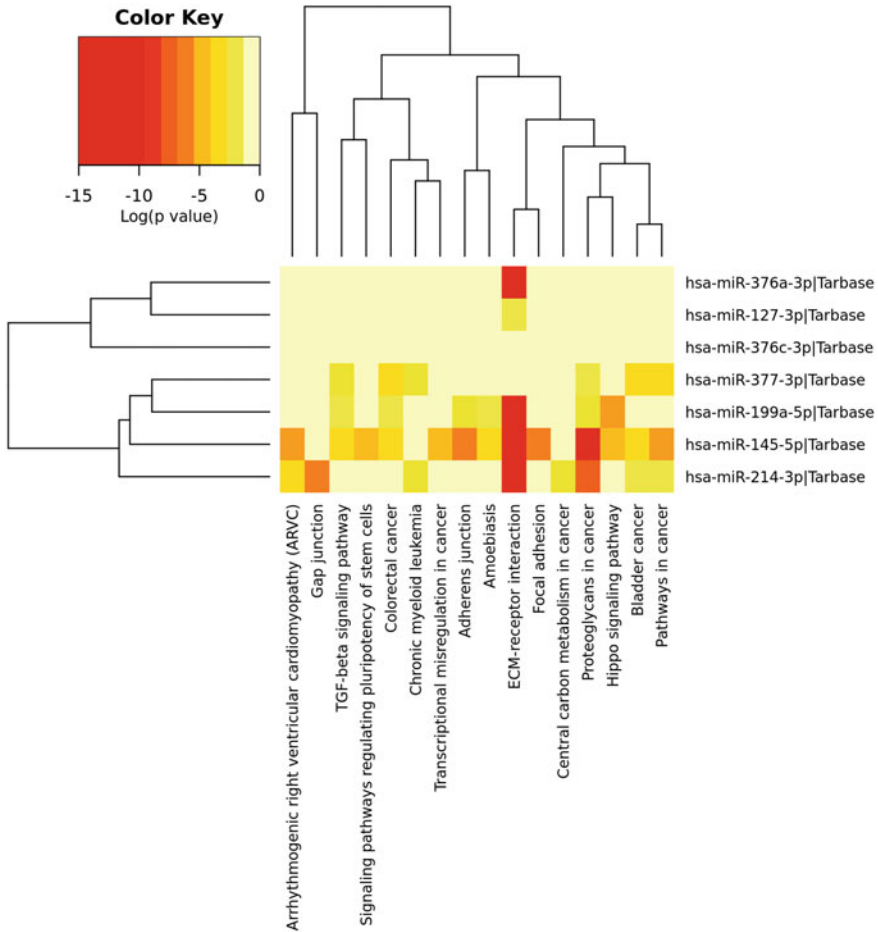 Color Key
-15 -10 -5 0
Log(p value)
hsa-miR-376a-3p|Tarbase
hsa-miR-127-3p|Tarbase
hsa-miR-376c-3p|Tarbase
hsa-miR-377-3p|Tarbase
hsa-miR-199a-5p|Tarbase
hsa-miR-145-5p|Tarbase
hsa-miR-214-3p|Tarbase
Arrhythmogenic right ventricular cardiomyopathy (ARVC)
Gap junction
TGF-beta signaling pathway
Signaling pathways regulating pluripotency of stem cells
Colorectal cancer
Chronic myeloid leukemia
Transcriptional misregulation in cancer
Adherens junction
Amoebiasis
ECM-receptor interaction
Focal adhesion
Central carbon metabolism in cancer
Proteoglycans in cancer
Hippo signaling pathway
Bladder cancer
Pathways in cancer